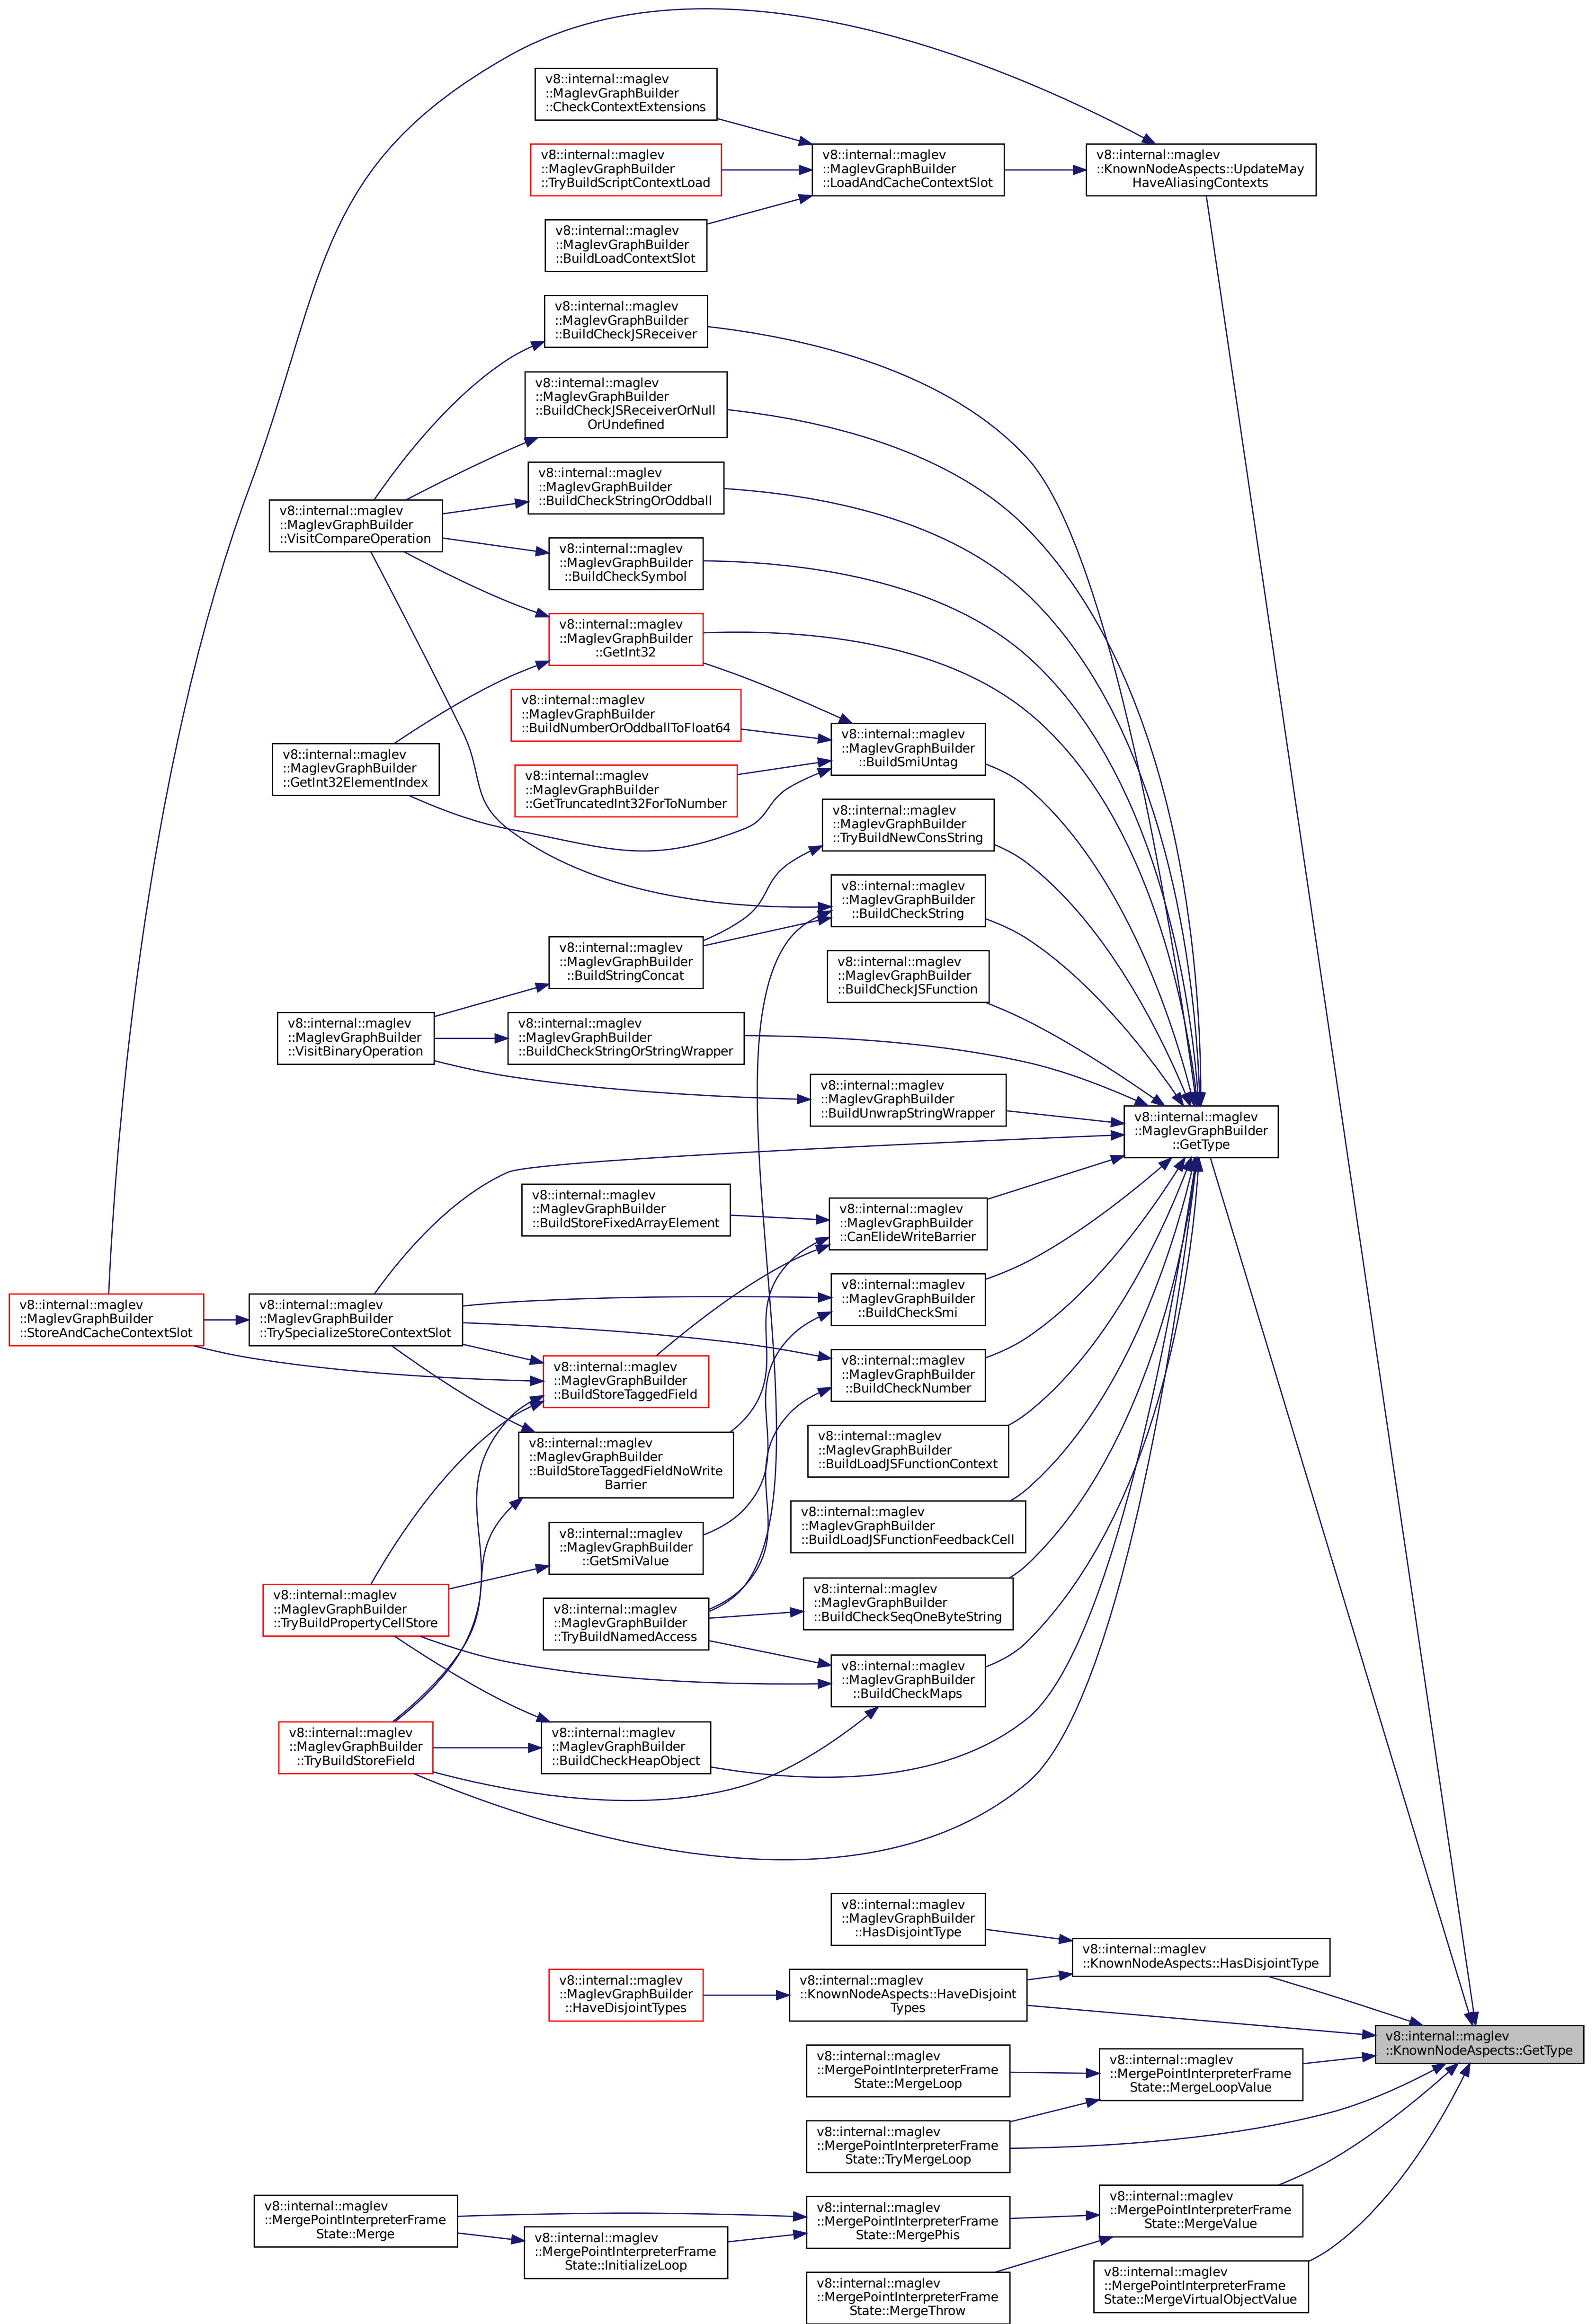 v8::internal::maglev
::MaglevGraphBuilder
::CheckContextExtensions
v8::internal::maglev
::MaglevGraphBuilder
::TryBuildScriptContextLoad
v8::internal::maglev
::MaglevGraphBuilder
::LoadAndCacheContextSlot
v8::internal::maglev
::KnownNodeAspects::UpdateMay
HaveAliasingContexts
v8::internal::maglev
::MaglevGraphBuilder
::BuildLoadContextSlot
v8::internal::maglev
::MaglevGraphBuilder
::BuildCheckJSReceiver
v8::internal::maglev
::MaglevGraphBuilder
::BuildCheckJSReceiverOrNull
OrUndefined
v8::internal::maglev
::MaglevGraphBuilder
::BuildCheckStringOrOddball
v8::internal::maglev
::MaglevGraphBuilder
::VisitCompareOperation
v8::internal::maglev
::MaglevGraphBuilder
::BuildCheckSymbol
v8::internal::maglev
::MaglevGraphBuilder
::GetInt32
v8::internal::maglev
::MaglevGraphBuilder
::BuildNumberOrOddballToFloat64
v8::internal::maglev
::MaglevGraphBuilder
::BuildSmiUntag
v8::internal::maglev
::MaglevGraphBuilder
::GetInt32ElementIndex
v8::internal::maglev
::MaglevGraphBuilder
::GetTruncatedInt32ForToNumber
v8::internal::maglev
::MaglevGraphBuilder
::TryBuildNewConsString
v8::internal::maglev
::MaglevGraphBuilder
::BuildCheckString
v8::internal::maglev
::MaglevGraphBuilder
::BuildStringConcat
v8::internal::maglev
::MaglevGraphBuilder
::BuildCheckJSFunction
v8::internal::maglev
::MaglevGraphBuilder
::VisitBinaryOperation
v8::internal::maglev
::MaglevGraphBuilder
::BuildCheckStringOrStringWrapper
v8::internal::maglev
::MaglevGraphBuilder
::BuildUnwrapStringWrapper
v8::internal::maglev
::MaglevGraphBuilder
::GetType
v8::internal::maglev
::MaglevGraphBuilder
::BuildStoreFixedArrayElement
v8::internal::maglev
::MaglevGraphBuilder
::CanElideWriteBarrier
v8::internal::maglev
::MaglevGraphBuilder
::BuildCheckSmi
v8::internal::maglev
::MaglevGraphBuilder
::StoreAndCacheContextSlot
v8::internal::maglev
::MaglevGraphBuilder
::TrySpecializeStoreContextSlot
v8::internal::maglev
::MaglevGraphBuilder
::BuildStoreTaggedField
v8::internal::maglev
::MaglevGraphBuilder
::BuildCheckNumber
v8::internal::maglev
::MaglevGraphBuilder
::BuildStoreTaggedFieldNoWrite
Barrier
v8::internal::maglev
::MaglevGraphBuilder
::BuildLoadJSFunctionContext
v8::internal::maglev
::MaglevGraphBuilder
::BuildLoadJSFunctionFeedbackCell
v8::internal::maglev
::MaglevGraphBuilder
::GetSmiValue
v8::internal::maglev
::MaglevGraphBuilder
::TryBuildPropertyCellStore
v8::internal::maglev
::MaglevGraphBuilder
::TryBuildNamedAccess
v8::internal::maglev
::MaglevGraphBuilder
::BuildCheckSeqOneByteString
v8::internal::maglev
::MaglevGraphBuilder
::BuildCheckMaps
v8::internal::maglev
::MaglevGraphBuilder
::TryBuildStoreField
v8::internal::maglev
::MaglevGraphBuilder
::BuildCheckHeapObject
v8::internal::maglev
::MaglevGraphBuilder
::HasDisjointType
v8::internal::maglev
::KnownNodeAspects::HasDisjointType
v8::internal::maglev
::MaglevGraphBuilder
::HaveDisjointTypes
v8::internal::maglev
::KnownNodeAspects::HaveDisjoint
Types
v8::internal::maglev
::KnownNodeAspects::GetType
v8::internal::maglev
::MergePointInterpreterFrame
State::MergeLoop
v8::internal::maglev
::MergePointInterpreterFrame
State::MergeLoopValue
v8::internal::maglev
::MergePointInterpreterFrame
State::TryMergeLoop
v8::internal::maglev
::MergePointInterpreterFrame
State::Merge
v8::internal::maglev
::MergePointInterpreterFrame
State::InitializeLoop
v8::internal::maglev
::MergePointInterpreterFrame
State::MergePhis
v8::internal::maglev
::MergePointInterpreterFrame
State::MergeValue
v8::internal::maglev
::MergePointInterpreterFrame
State::MergeThrow
v8::internal::maglev
::MergePointInterpreterFrame
State::MergeVirtualObjectValue